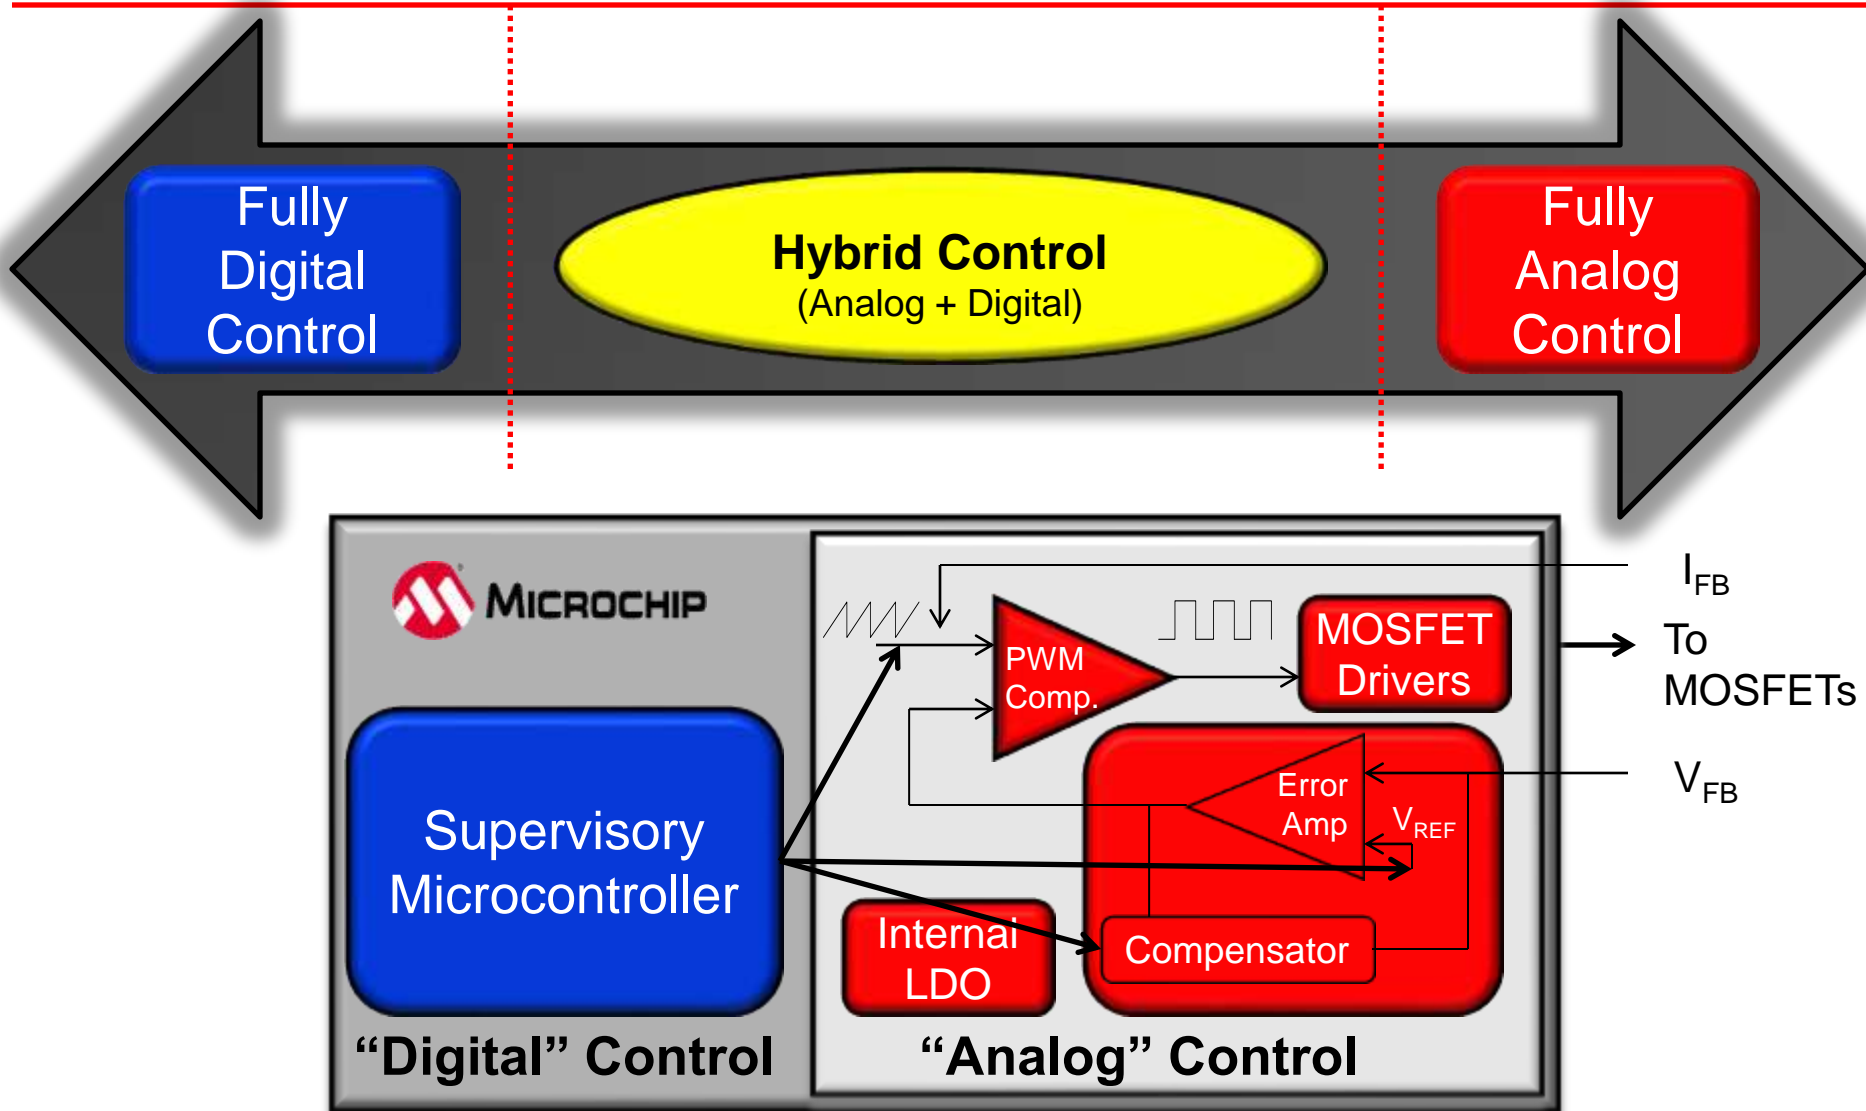 Fully
Digital
Control
Hybrid Control
(Analog + Digital)
Fully
Analog
Control
MICROCHIP
Supervisory
Microcontroller
“Digital” Control
PWM
Comp.
MOSFET
Drivers
Error
Amp
VREF
Internal
LDO
Compensator
“Analog” Control
IFB
To
MOSFETs
VFB